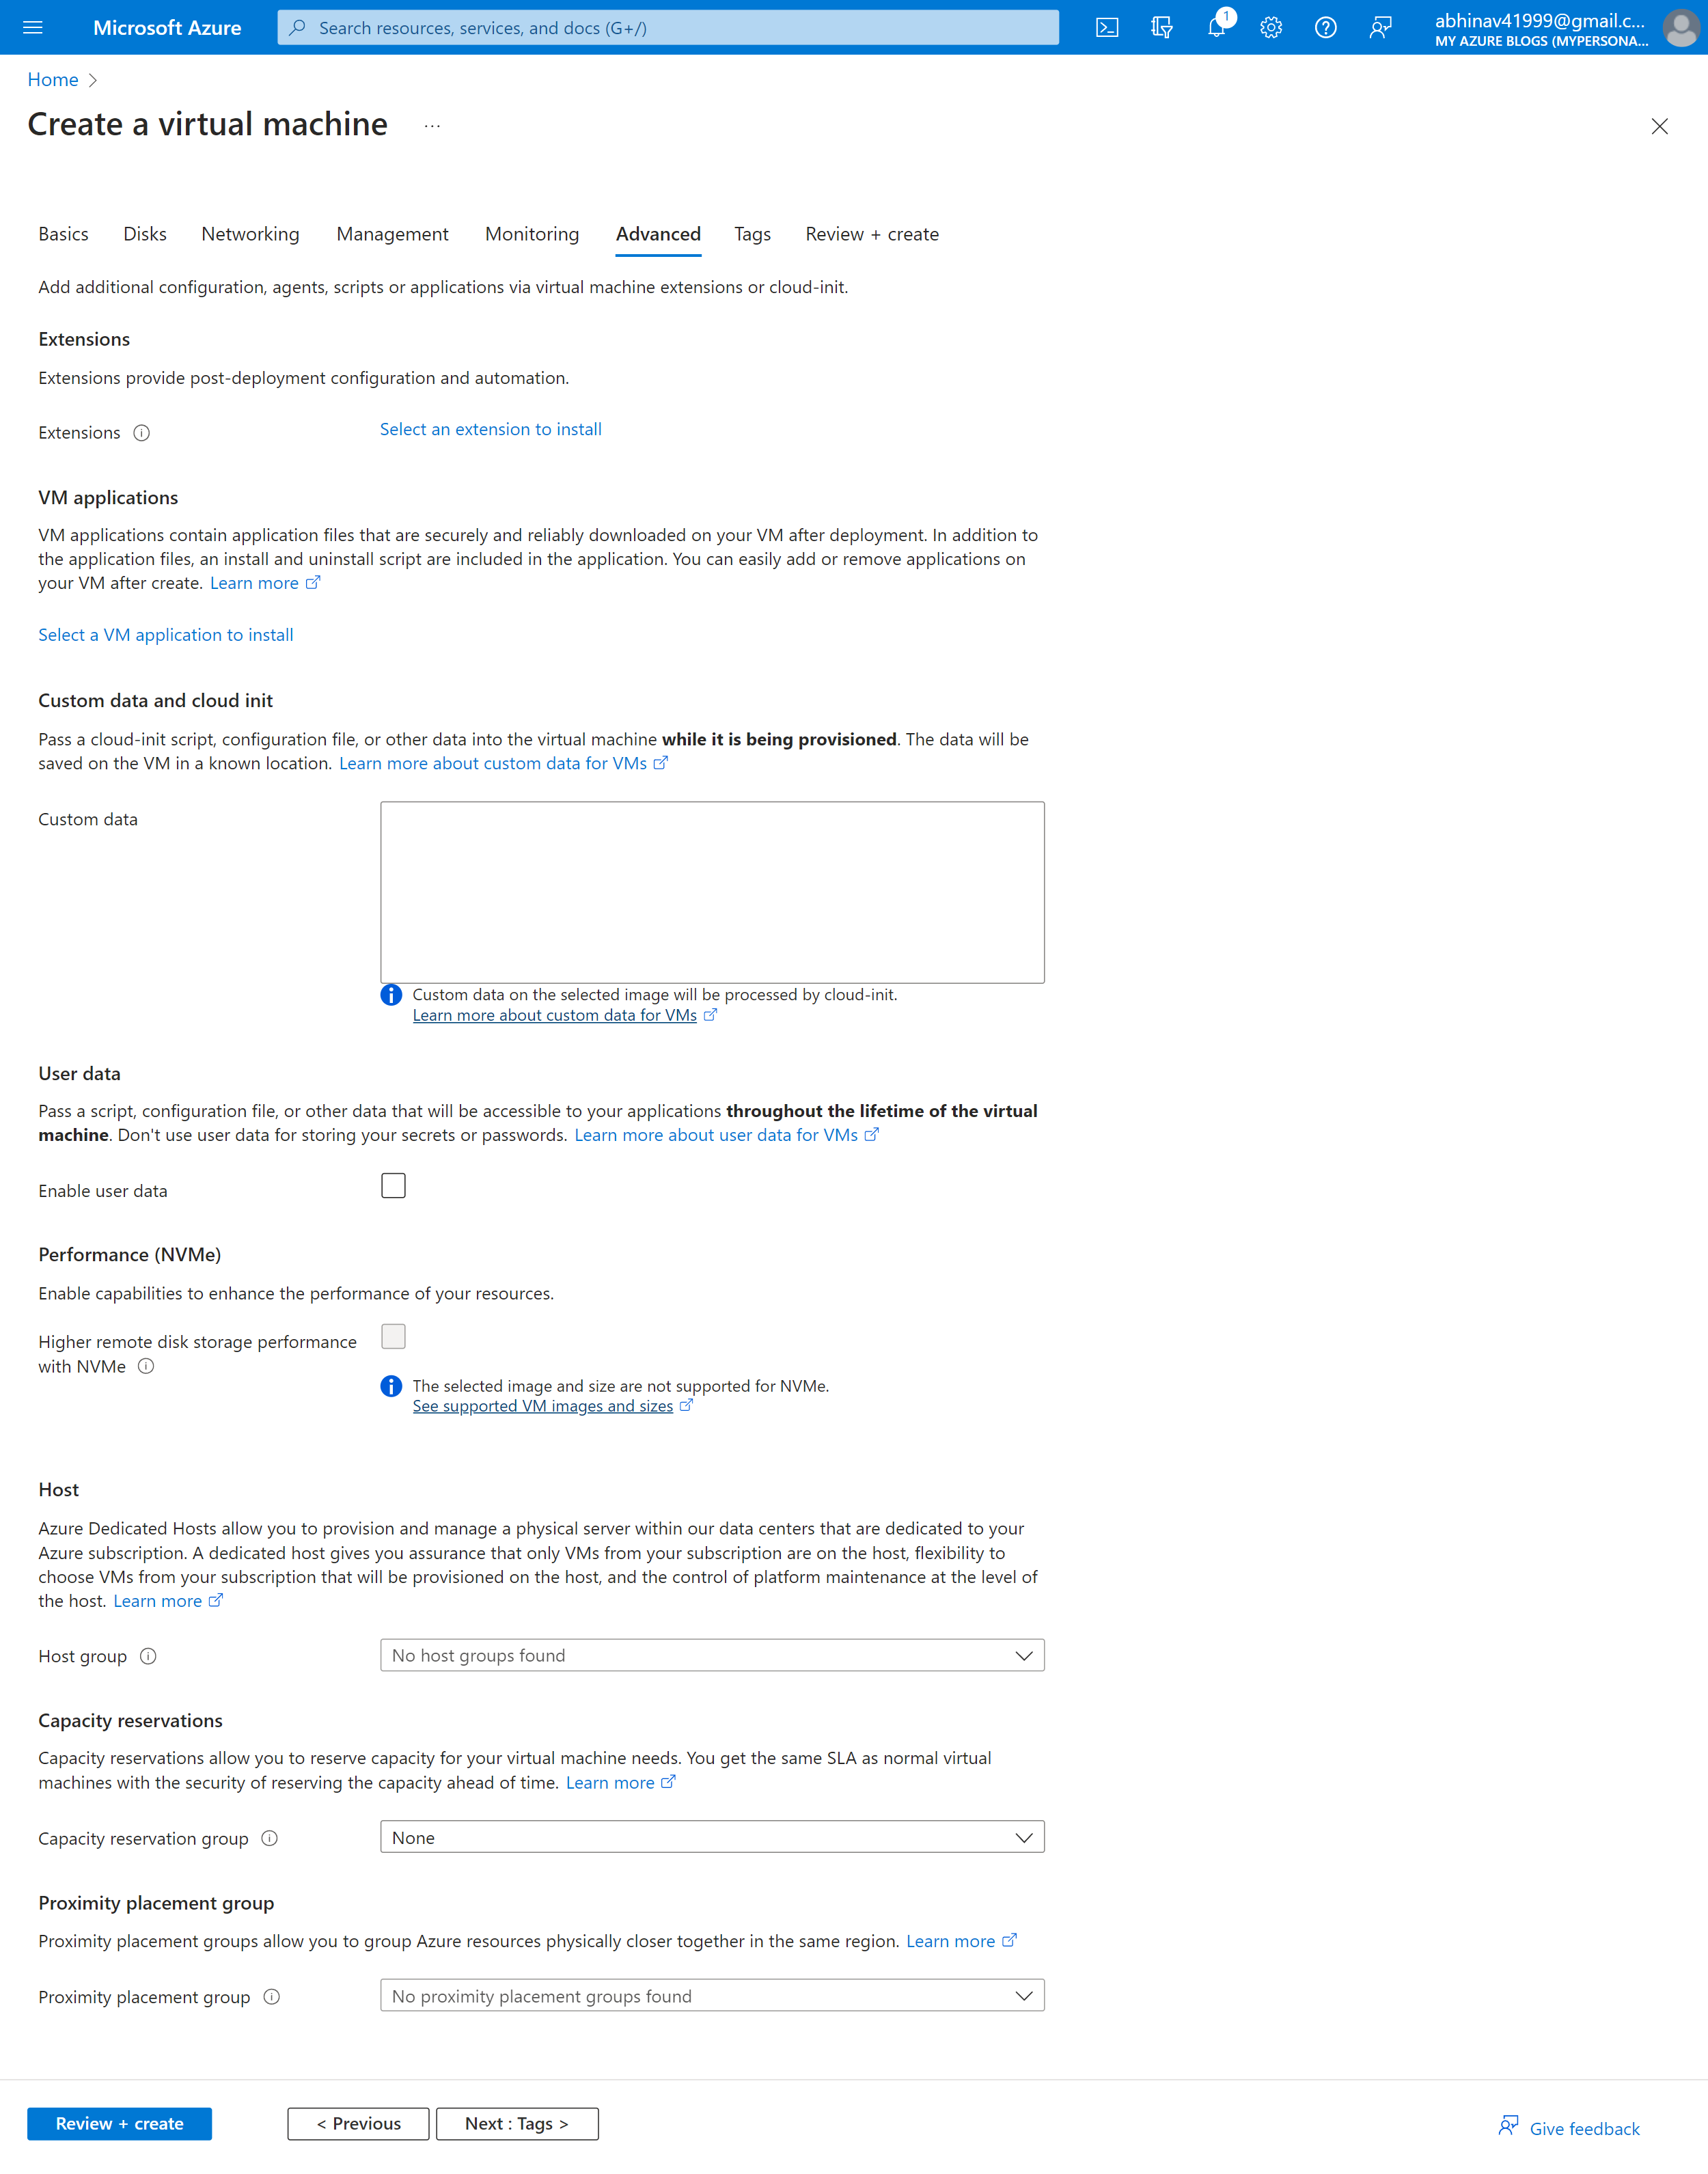 Microsoft Azure
Search resources, services, and docs (G+/)
1
abhinav41999@gmail.c...
MY AZURE BLOGS (MYPERSONA...
Home
Create a virtual machine ...
Basics Disks Networking Management Monitoring Advanced Tags Review + create
Add additional configuration, agents, scripts or applications via virtual machine extensions or cloud-init.
Extensions
Extensions provide post-deployment configuration and automation.
Extensions Select an extension to install
VM applications
VM applications contain application files that are securely and reliably downloaded on your VM after deployment. In addition to
the application files, an install and uninstall script are included in the application. You can easily add or remove applications on
your VM after create. Learn more
Select a VM application to install
Custom data and cloud init
Pass a cloud-init script, configuration file, or other data into the virtual machine while it is being provisioned. The data will be
saved on the VM in a known location. Learn more about custom data for VMs
Custom data
Custom data on the selected image will be processed by cloud-init.
Learn more about custom data for VMs
User data
Pass a script, configuration file, or other data that will be accessible to your applications throughout the lifetime of the virtual
machine. Don't use user data for storing your secrets or passwords. Learn more about user data for VMs
Enable user data
Performance (NVMe)
Enable capabilities to enhance the performance of your resources.
Higher remote disk storage performance
with NVMe
The selected image and size are not supported for NVMe.
See supported VM images and sizes
Host
Azure Dedicated Hosts allow you to provision and manage a physical server within our data centers that are dedicated to your
Azure subscription. A dedicated host gives you assurance that only VMs from your subscription are on the host, flexibility to
choose VMs from your subscription that will be provisioned on the host, and the control of platform maintenance at the level of
the host. Learn more
Host group No host groups found
Capacity reservations
Capacity reservations allow you to reserve capacity for your virtual machine needs. You get the same SLA as normal virtual
machines with the security of reserving the capacity ahead of time. Learn more
Capacity reservation group None
Proximity placement group
Proximity placement groups allow you to group Azure resources physically closer together in the same region. Learn more
Proximity placement group No proximity placement groups found
Review + create < Previous Next : Tags > Give feedback